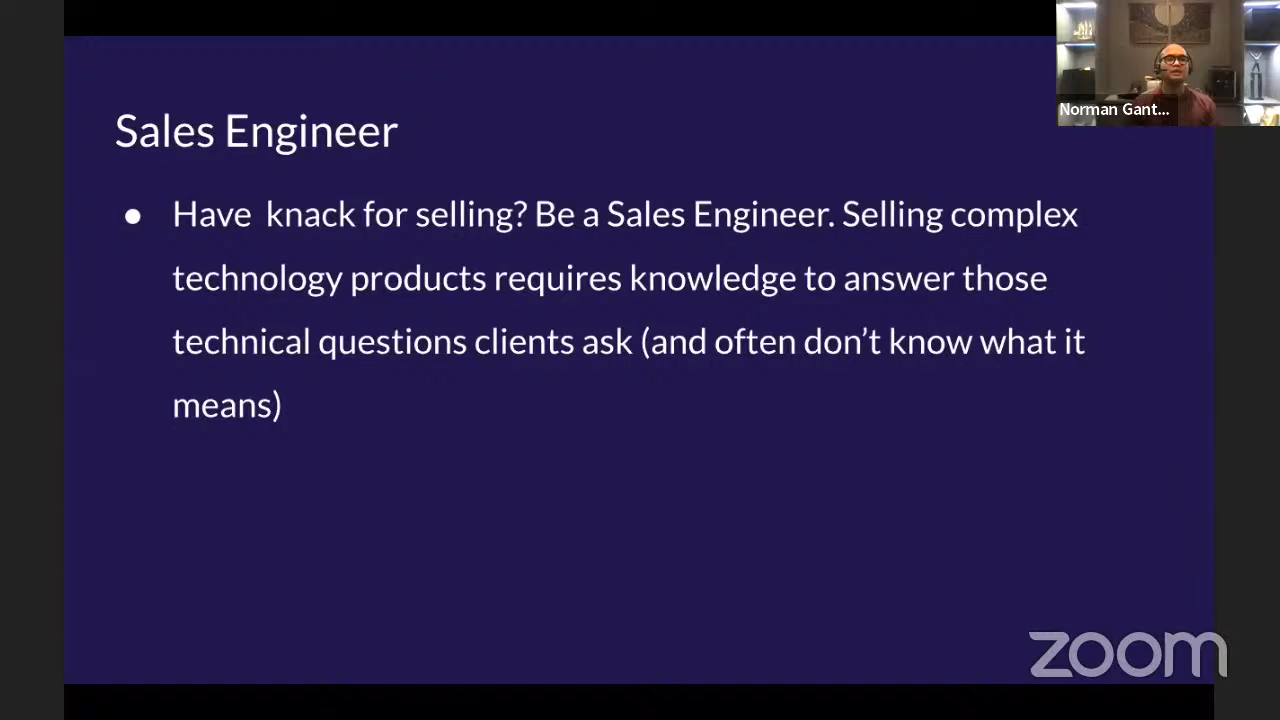 Norman Gant...
Sales Engineer
● Have  knack for selling? Be a Sales Engineer. Selling complex
technology products requires knowledge to answer those
technical questions clients ask (and often don’t know what it
means)
zoom